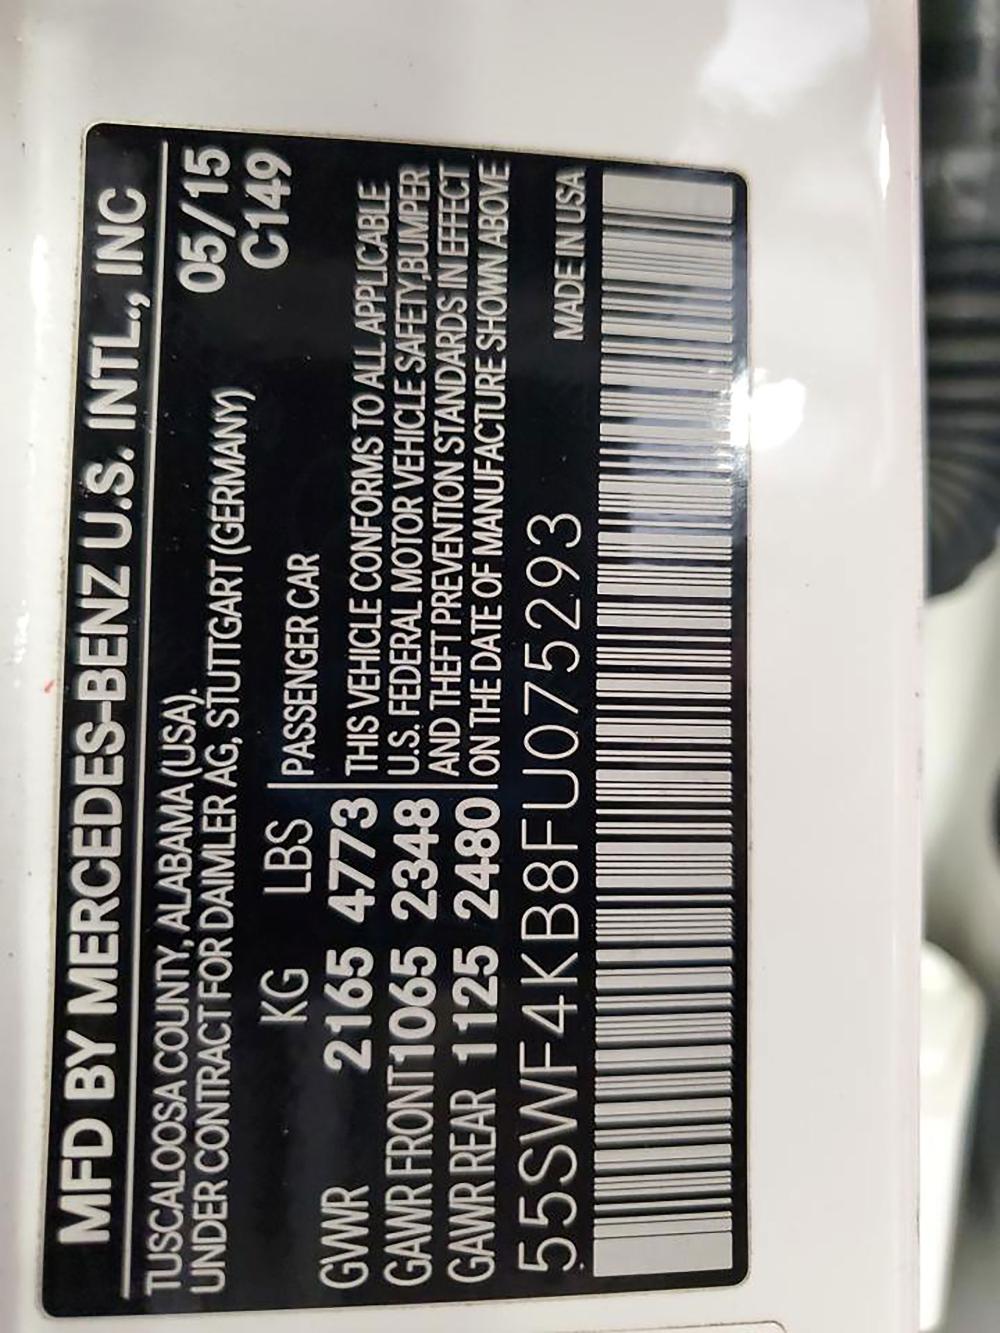 MFD BY MERCEDES-BENZ U.S. INTL., INC
TUSCALOOSA COUNTY, ALABAMA (USA).
05/15
UNDER CONTRACT FOR DAIMLER AG, STUTTGART (GERMANY)
C149
KG LBS PASSENGER CAR
GVWR 2165 4773 THIS VEHICLE CONFORMS TO ALL APPLICABLE
GAWR FRONT 1065 2348 U.S. FEDERAL MOTOR VEHICLE SAFETY,BUMPER
AND THEFT PREVENTION STANDARDS IN EFFECT
GAWR REAR 1125 2480 ON THE DATE OF MANUFACTURE SHOWN ABOVE
55SWF4KB8FU075293 MADE IN USA